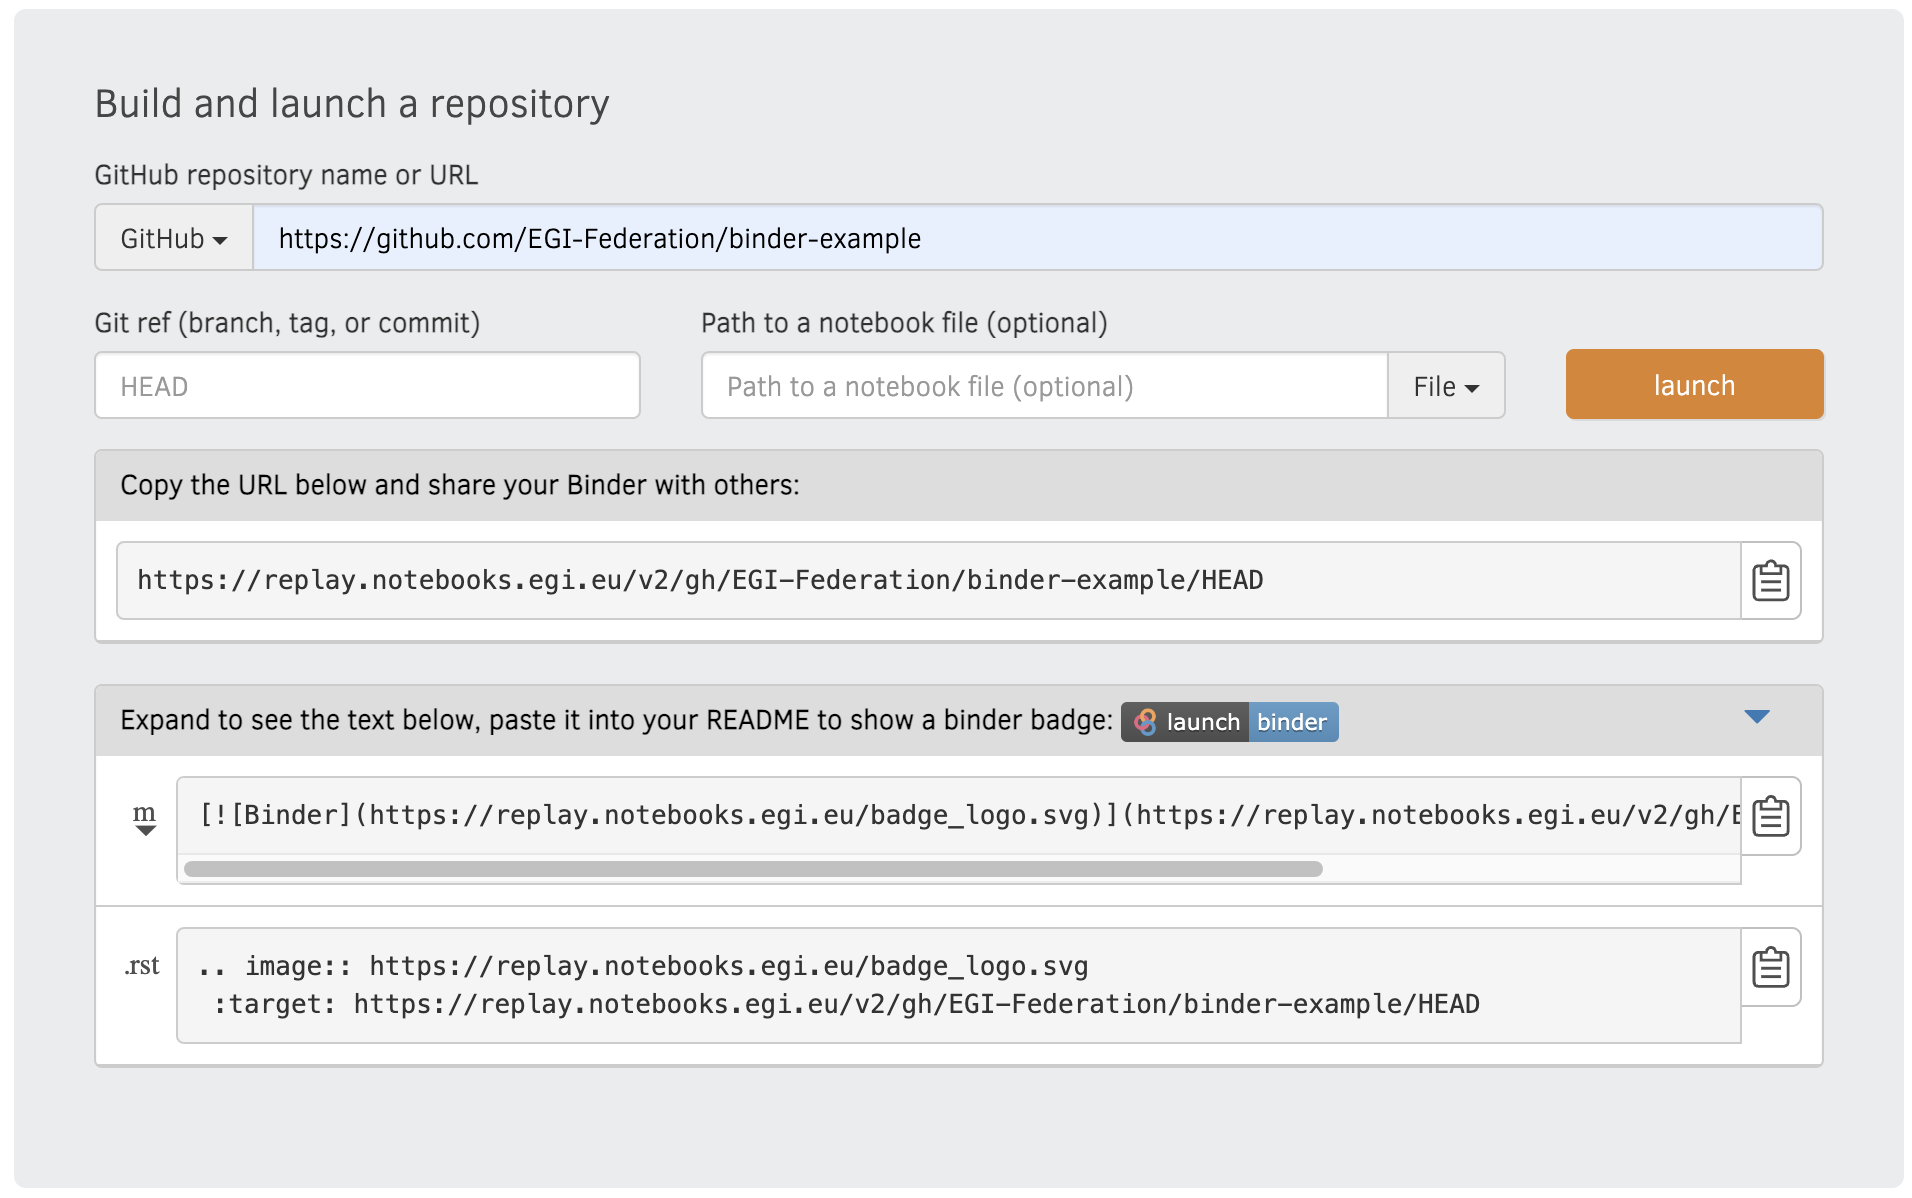 Build and launch a repository
GitHub repository name or URL
GitHub https://github.com/EGI-Federation/binder-example
Git ref (branch, tag, or commit) Path to a notebook file (optional)
HEAD Path to a notebook file (optional) File launch
Copy the URL below and share your Binder with others:
https://replay.notebooks.egi.eu/v2/gh/EGI-Federation/binder-example/HEAD
Expand to see the text below, paste it into your README to show a binder badge: launch binder
m [![Binder](https://replay.notebooks.egi.eu/badge_logo.svg)](https://replay.notebooks.egi.eu/v2/gh/E
.rst .. image:: https://replay.notebooks.egi.eu/badge_logo.svg
:target: https://replay.notebooks.egi.eu/v2/gh/EGI-Federation/binder-example/HEAD